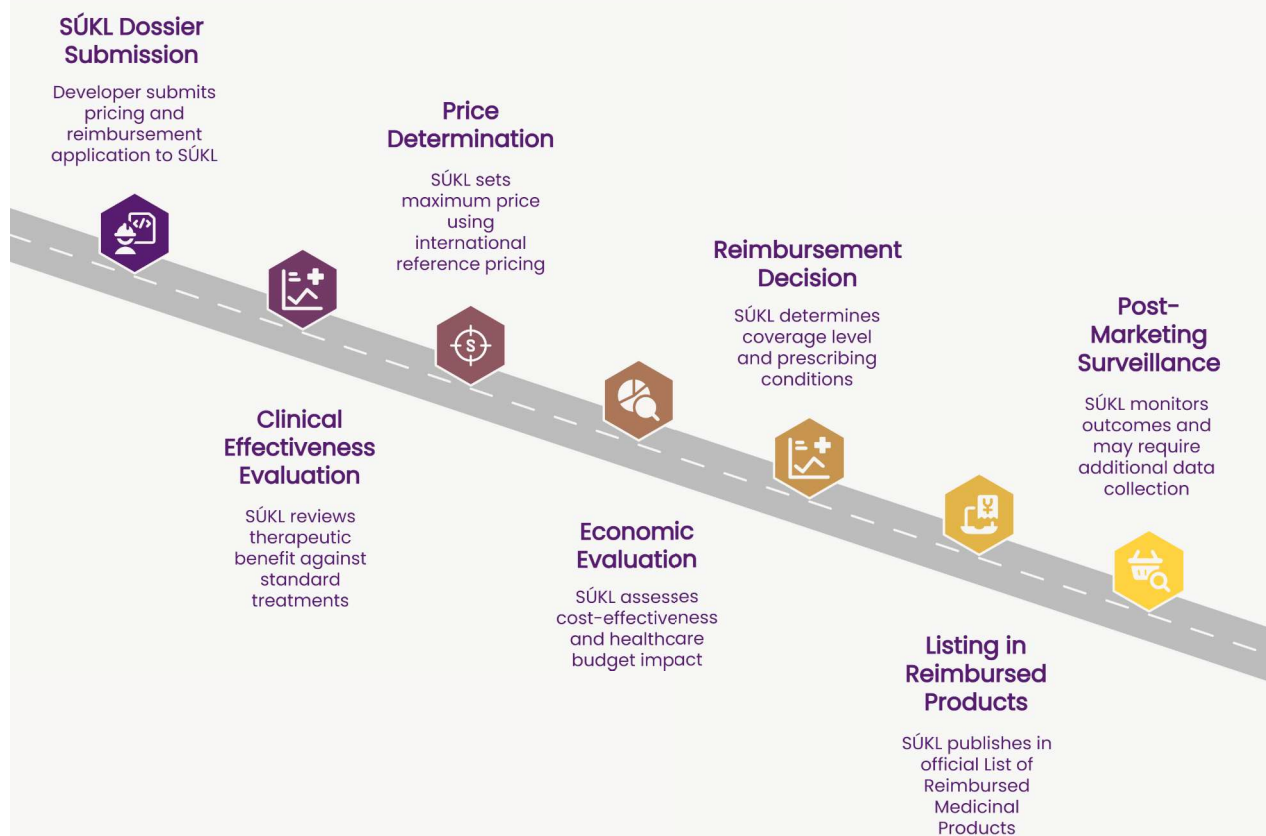 SÚKL Dossier
Submission
Developer submits
pricing and
reimbursement
application to SÚKL
Clinical
Effectiveness
Evaluation
SÚKL reviews
therapeutic
benefit against
standard
treatments
Price
Determination
SÚKL sets
maximum price
using
international
reference pricing
Economic
Evaluation
SÚKL assesses
cost-effectiveness
and healthcare
budget impact
Reimbursement
Decision
SÚKL determines
coverage level
and prescribing
conditions
Listing in
Reimbursed
Products
SÚKL publishes in
official List of
Reimbursed
Medicinal
Products
Post-
Marketing
Surveillance
SÚKL monitors
outcomes and
may require
additional data
collection